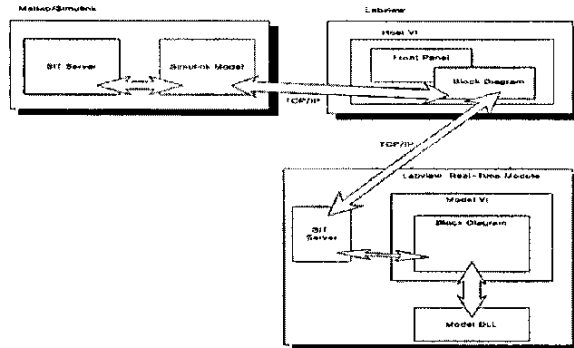 Matlab/Simulink
SIT Server
Simulink Model
TCP/IP
Labview
Host VI
Front Panel
Block Diagram
TCP/IP
Labview Real-Time Module
SIT
Server
Model VI
Block Diagram
Model DLL